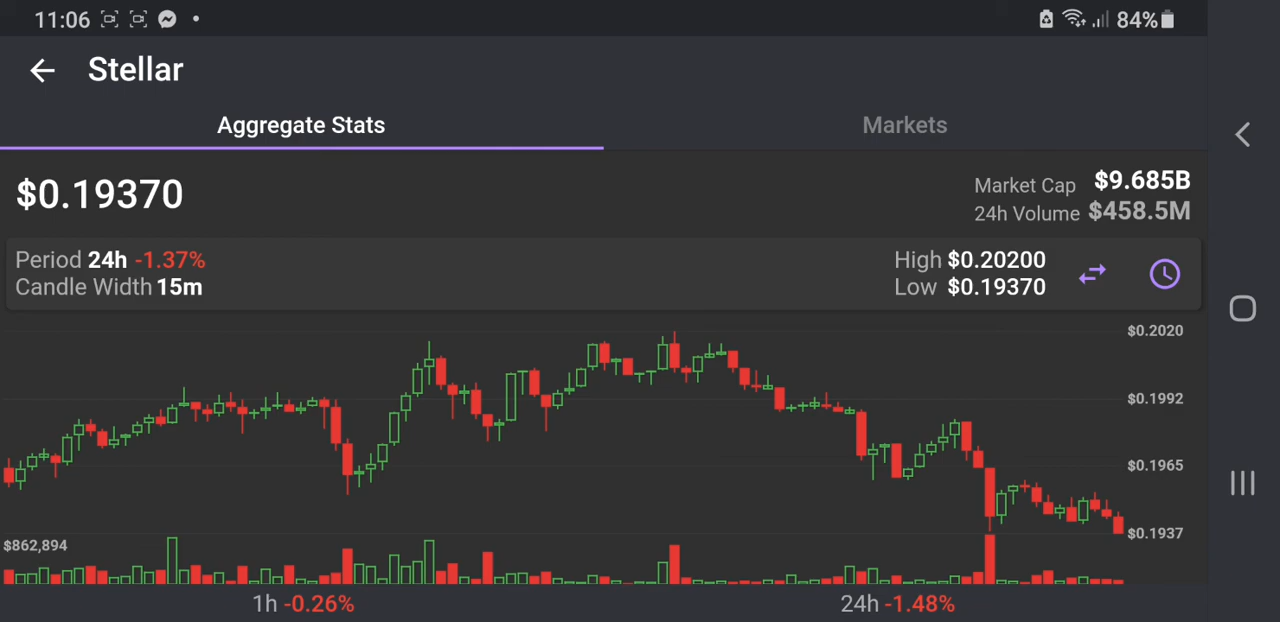 11:06 84%
Stellar
Aggregate Stats Markets
$0.19370
Market Cap $9.685B
24h Volume $458.5M
Period 24h -1.37%
Candle Width 15m
High $0.20200
Low $0.19370
$0.2020
$0.1992
$0.1965
$0.1937
$862,894
1h -0.26% 24h -1.48%